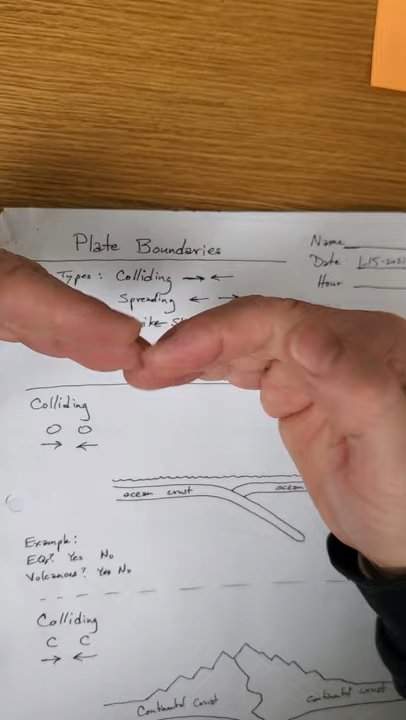 Plate Boundaries
Name
Date
Hour
Types: Colliding → ←
Spreading ← →
Colliding
O O
→ ←
ocean crust
ocean
Example:
EQ? Yes No
Volcanoes? Yes No
Colliding
C C
→ ←
Continental crust
Continental crust